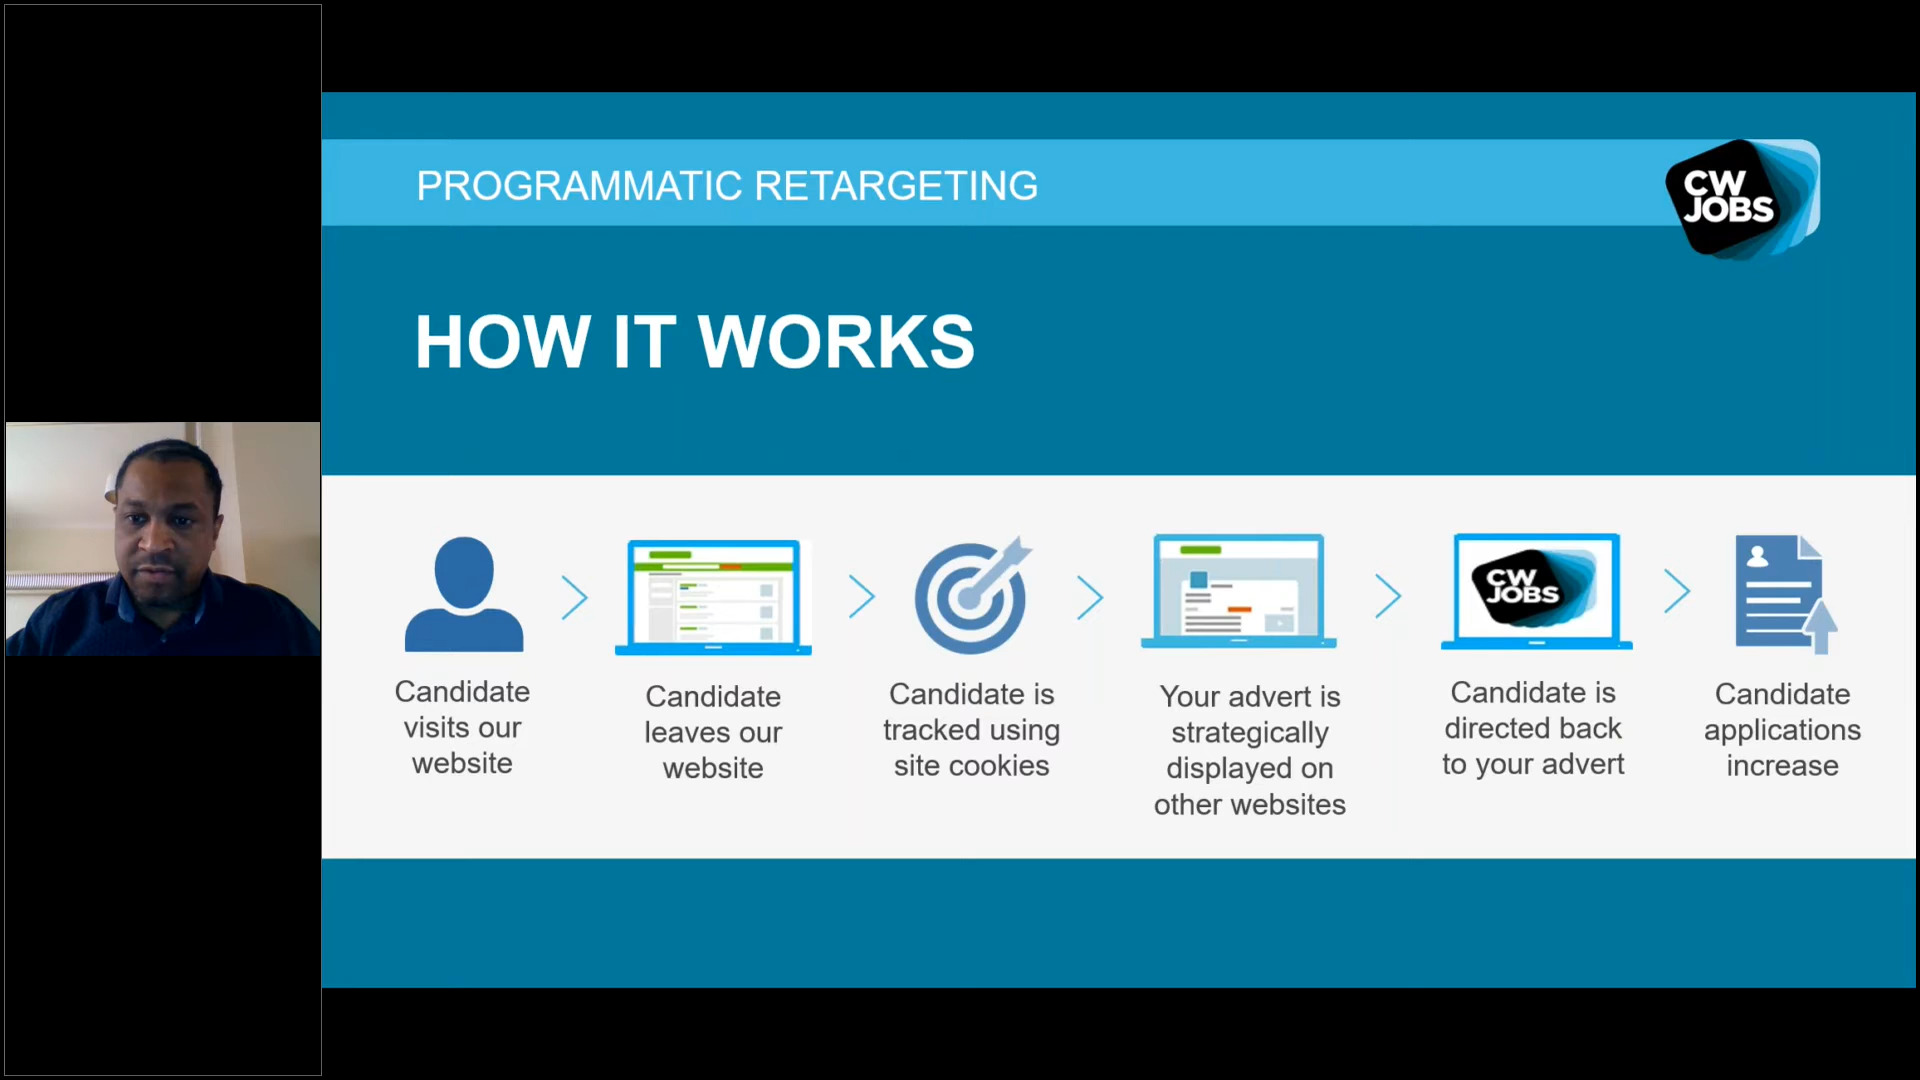 PROGRAMMATIC RETARGETING
CW
JOBS
HOW IT WORKS
CW
JOBS
Candidate
visits our
website
Candidate
leaves our
website
Candidate is
tracked using
site cookies
Your advert is
strategically
displayed on
other websites
Candidate is
directed back
to your advert
Candidate
applications
increase